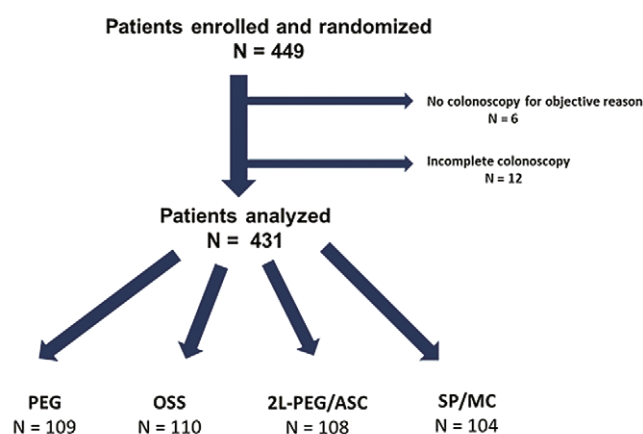 Patients enrolled and randomized
N = 449
No colonoscopy for objective reason
N = 6
Incomplete colonoscopy
N = 12
Patients analyzed
N = 431
PEG
N = 109
OSS
N = 110
2L-PEG/ASC
N = 108
SP/MC
N = 104